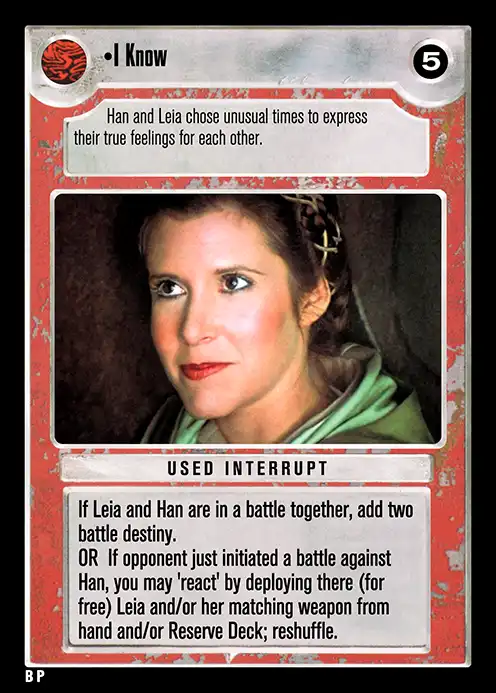 •I Know
5
Han and Leia chose unusual times to express
their true feelings for each other.
USED INTERRUPT
If Leia and Han are in a battle together, add two
battle destiny.
OR If opponent just initiated a battle against
Han, you may 'react' by deploying there (for
free) Leia and/or her matching weapon from
hand and/or Reserve Deck; reshuffle.
BP